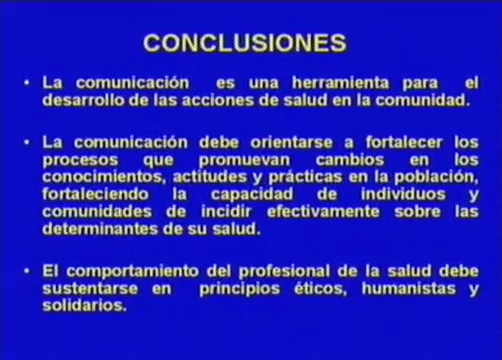 CONCLUSIONES
• La comunicación es una herramienta para el
desarrollo de las acciones de salud en la comunidad.
• La comunicación debe orientarse a fortalecer los
procesos que promuevan cambios en los
conocimientos, actitudes y prácticas en la población,
fortaleciendo la capacidad de individuos y
comunidades de incidir efectivamente sobre las
determinantes de su salud.
• El comportamiento del profesional de la salud debe
sustentarse en principios éticos, humanistas y
solidarios.